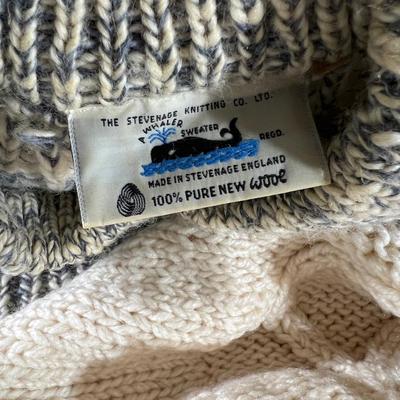 THE STEVENAGE KNITTING CO. LTD.
A WHALER
SWEATER
REGD.
MADE IN STEVENAGE ENGLAND
100% PURE NEW wool